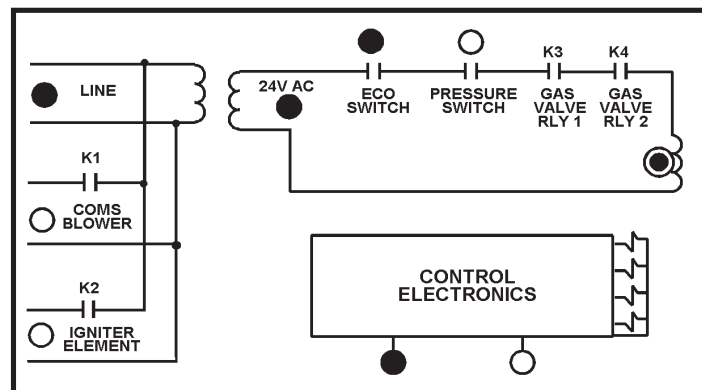 K3 K4
24V AC
ECO
SWITCH
PRESSURE
SWITCH
GAS
VALVE
RLY 1
GAS
VALVE
RLY 2
LINE
K1
COMS
BLOWER
K2
IGNITER
ELEMENT
CONTROL
ELECTRONICS